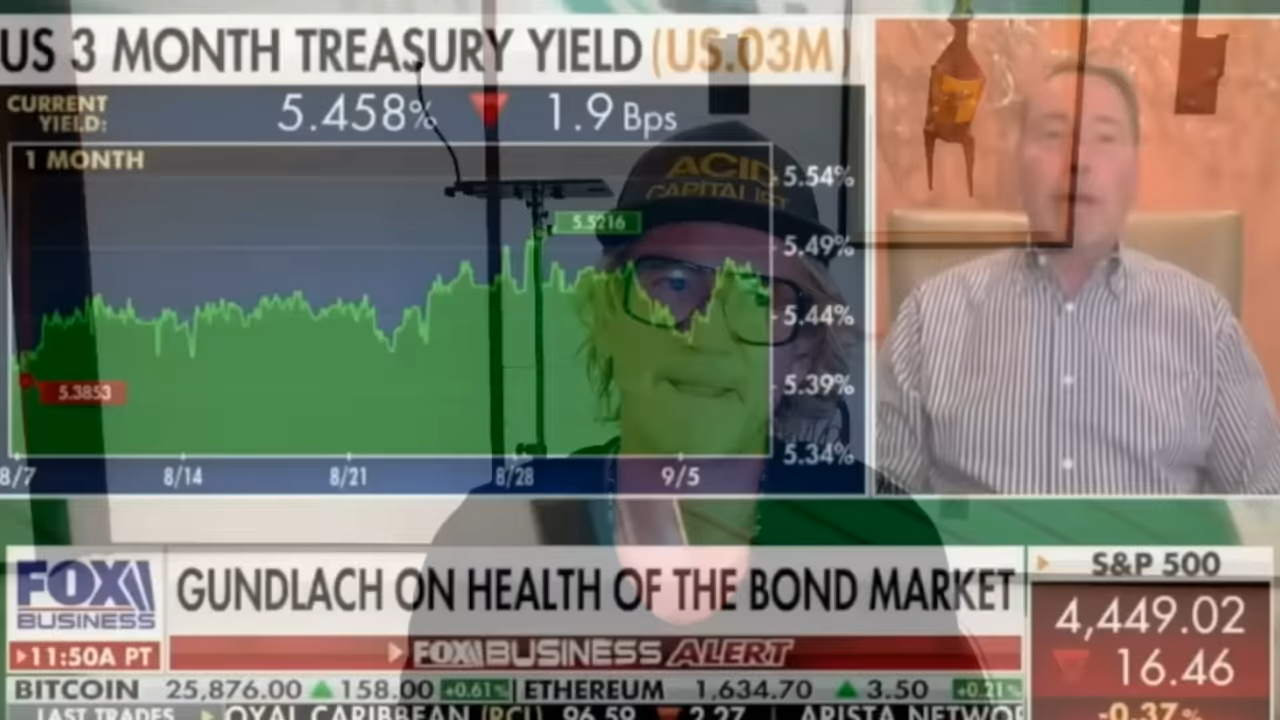 US 3 MONTH TREASURY YIELD (US.03M)
CURRENT YIELD: 5.458% 1.9 Bps
1 MONTH
5.54%
5.49%
5.44%
5.39%
5.34%
5.5216
5.3853
8/7 8/14 8/21 8/28 9/5
ACID
CAPITALIST
FOX
BUSINESS
11:50A PT
GUNDLACH ON HEALTH OF THE BOND MARKET
FOX BUSINESS ALERT
S&P 500
4,449.02
16.46
-0.37%
BITCOIN 25,876.00 158.00 +0.61% ETHEREUM 1,634.70 3.50 +0.21%
LAST TRADES OYAL CARIBBEAN (RCL) 96.59 2.27 ARISTA NETWO